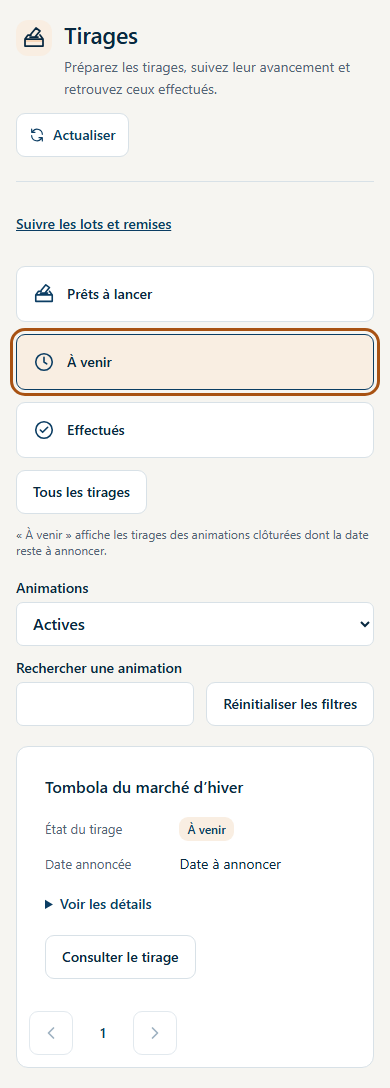 Tirages
Préparez les tirages, suivez leur avancement et
retrouvez ceux effectués.
Actualiser
Suivre les lots et remises
Prêts à lancer
À venir
Effectués
Tous les tirages
« À venir » affiche les tirages des animations clôturées dont la date
reste à annoncer.
Animations
Actives
Rechercher une animation
Réinitialiser les filtres
Tombola du marché d’hiver
État du tirage
À venir
Date annoncée
Date à annoncer
Voir les détails
Consulter le tirage
1